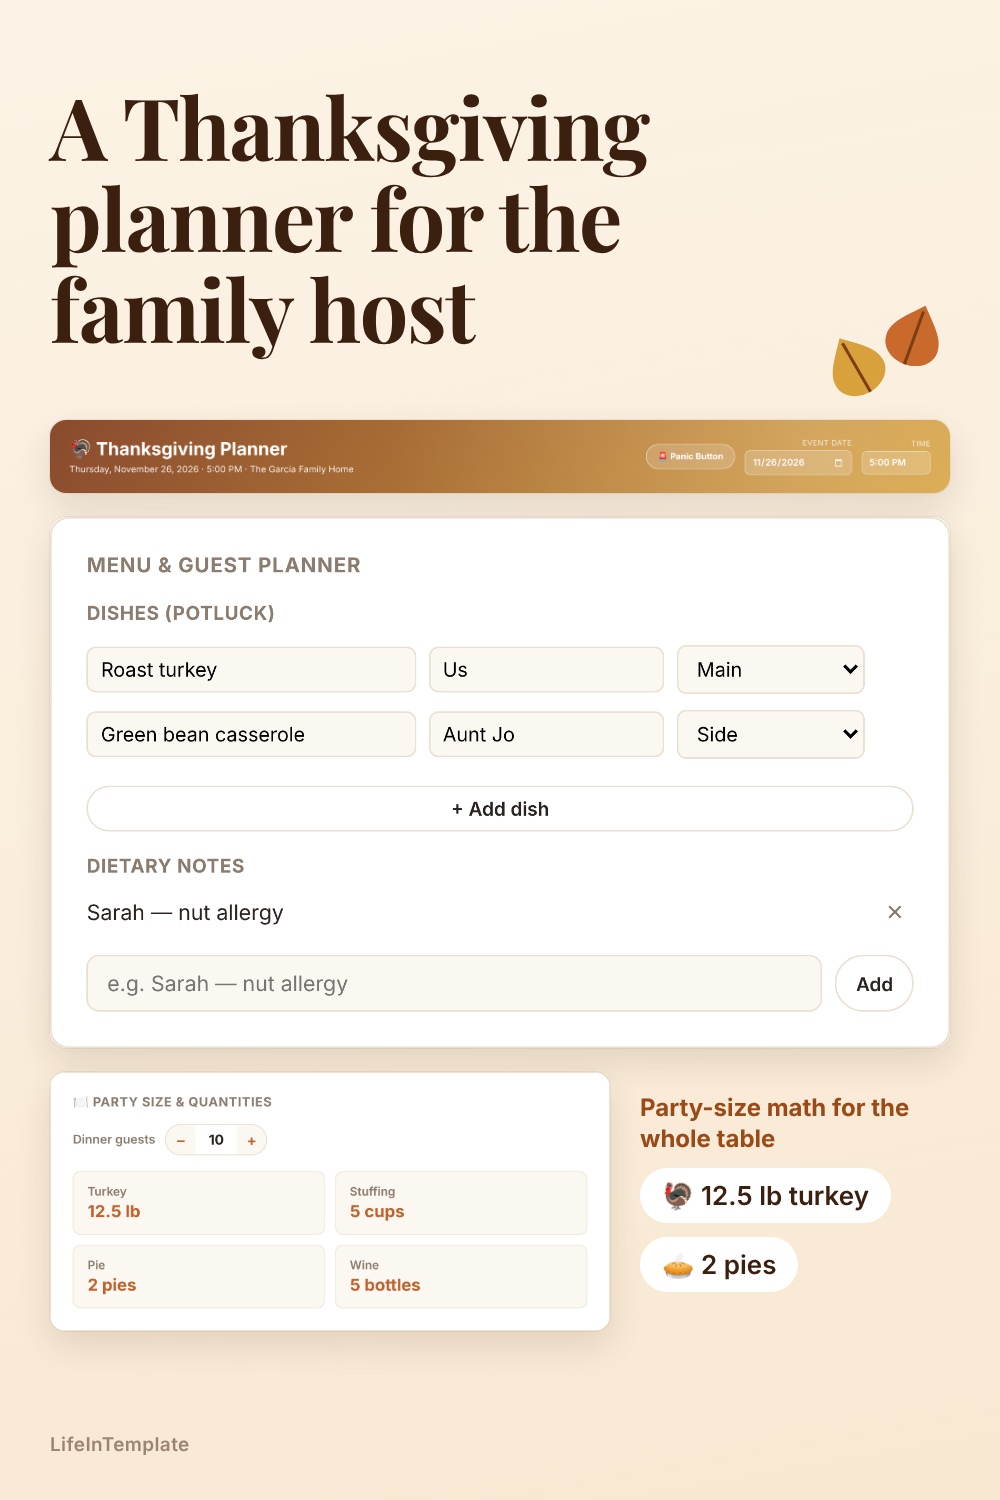 A Thanksgiving
planner for the
family host
🦃 Thanksgiving Planner
Thursday, November 26, 2026 · 5:00 PM · The Garcia Family Home
🚨 Panic Button
EVENT DATE
11/26/2026
TIME
5:00 PM
MENU & GUEST PLANNER
DISHES (POTLUCK)
Roast turkey Us Main
Green bean casserole Aunt Jo Side
+ Add dish
DIETARY NOTES
Sarah — nut allergy ×
e.g. Sarah — nut allergy Add
🍽️ PARTY SIZE & QUANTITIES
Dinner guests − 10 +
Turkey
12.5 lb
Stuffing
5 cups
Pie
2 pies
Wine
5 bottles
Party-size math for the
whole table
🦃 12.5 lb turkey
🥧 2 pies
LifeInTemplate